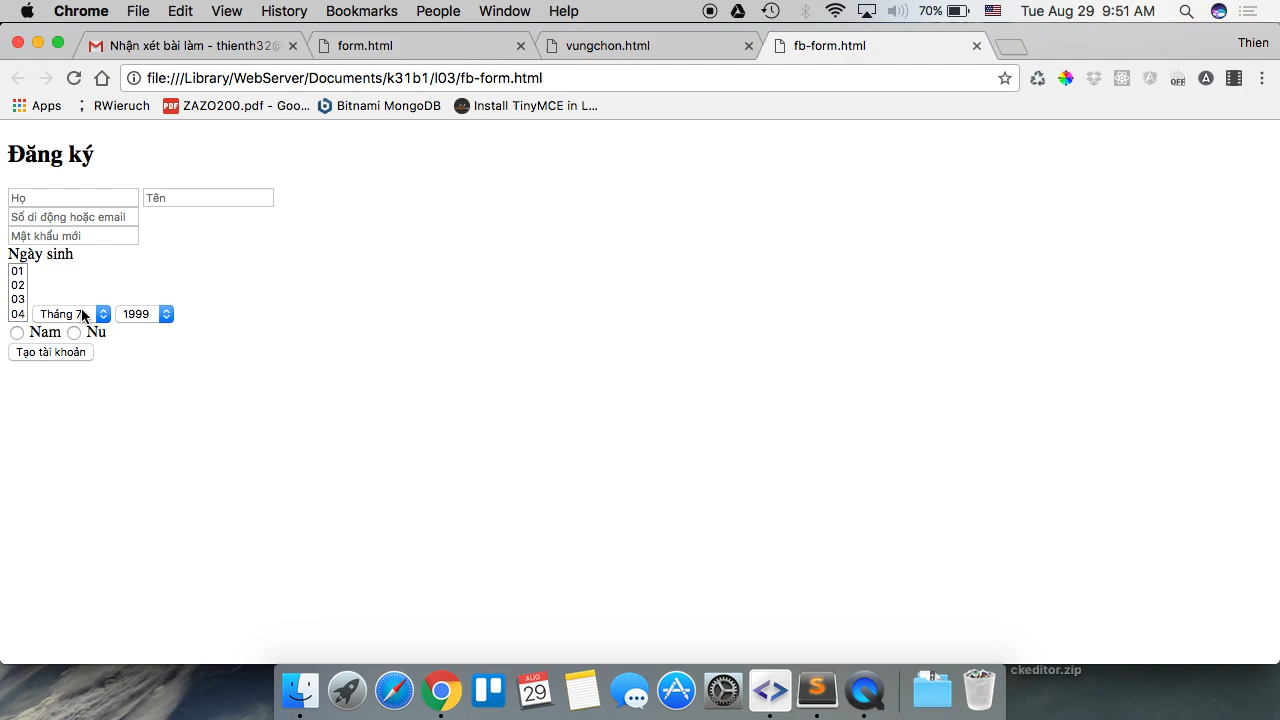 Chrome File Edit View History Bookmarks People Window Help 70% Tue Aug 29 9:51 AM
Nhận xét bài làm - thienth32@ form.html vungchon.html fb-form.html Thien
file:///Library/WebServer/Documents/k31b1/l03/fb-form.html OFF
Apps RWieruch PDF ZAZO200.pdf - Goo... Bitnami MongoDB Install TinyMCE in L...
Đăng ký
Họ Tên
Số di động hoặc email
Mật khẩu mới
Ngày sinh
01
02
03
04 Tháng 7 1999
Nam Nu
Tạo tài khoản
ckeditor.zip
AUG
29